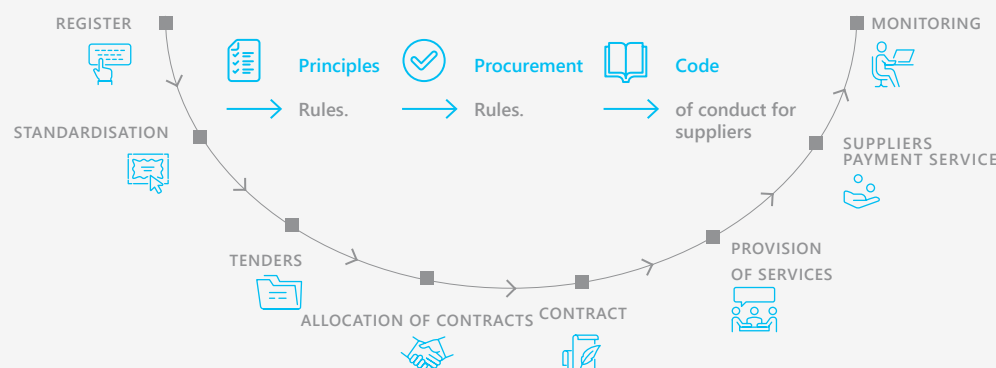 REGISTER
MONITORING
Principles
Procurement
Code
Rules.
Rules.
of conduct for
suppliers
STANDARDISATION
SUPPLIERS
PAYMENT SERVICE
TENDERS
PROVISION
OF SERVICES
ALLOCATION OF CONTRACTS
CONTRACT